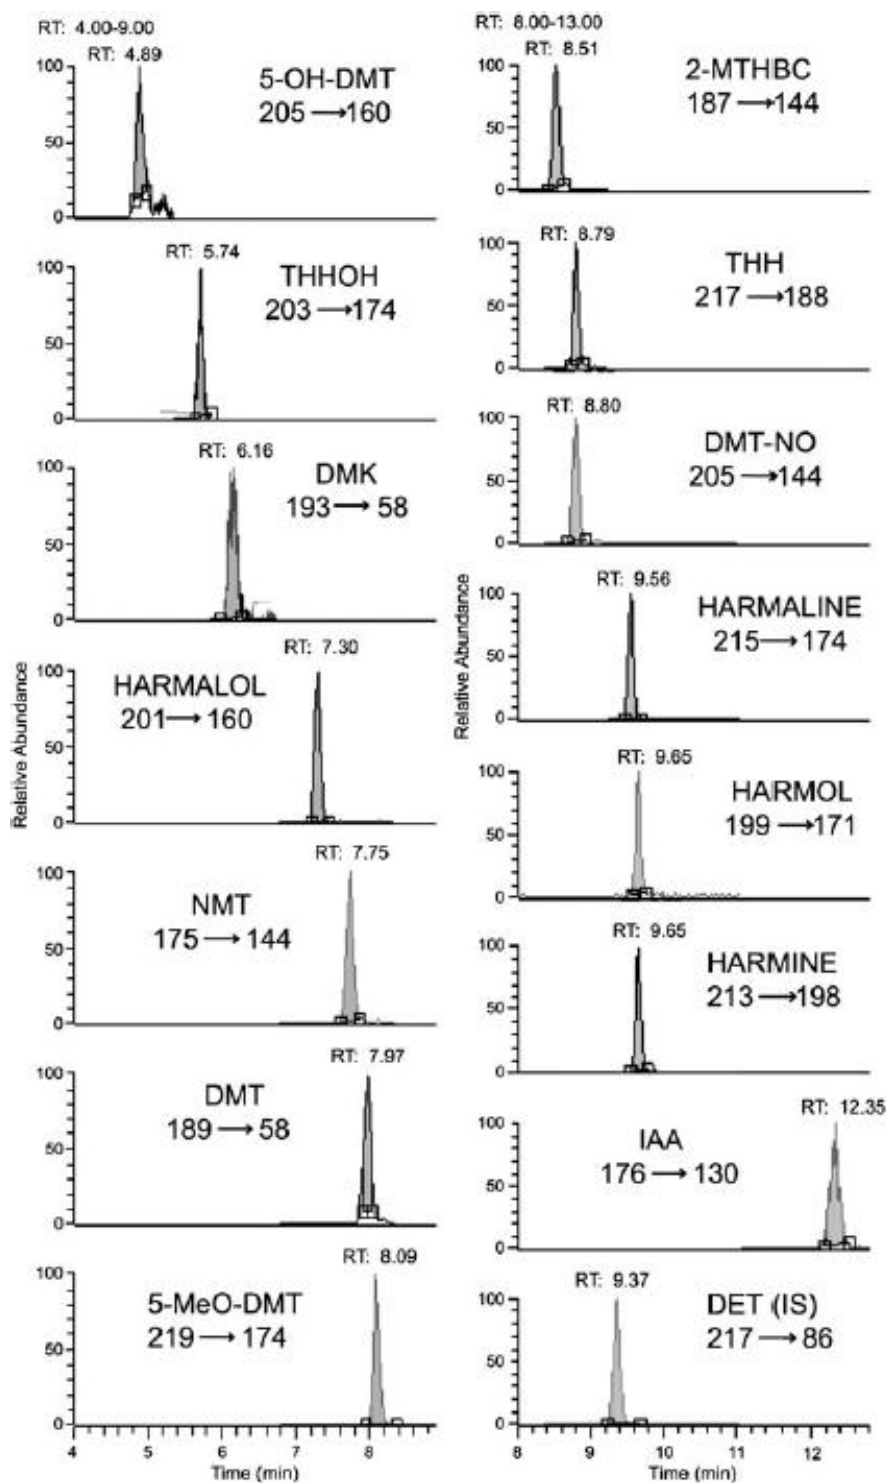 RT: 4.00-9.00
RT: 4.89
100
50
0
5-OH-DMT
205 → 160
RT: 5.74
100
50
0
THHOH
203 → 174
RT: 6.16
100
50
0
DMK
193 → 58
RT: 7.30
100
50
0
HARMALOL
201 → 160
RT: 7.75
100
50
0
NMT
175 → 144
RT: 7.97
100
50
0
DMT
189 → 58
RT: 8.09
100
50
0
5-MeO-DMT
219 → 174
Relative Abundance
4 5 6 7 8
Time (min)
RT: 8.00-13.00
RT: 8.51
100
50
0
2-MTHBC
187 → 144
RT: 8.79
100
50
0
THH
217 → 188
RT: 8.80
100
50
0
DMT-NO
205 → 144
RT: 9.56
100
50
0
HARMALINE
215 → 174
RT: 9.65
100
50
0
HARMOL
199 → 171
RT: 9.65
100
50
0
HARMINE
213 → 198
RT: 12.35
100
50
0
IAA
176 → 130
RT: 9.37
100
50
0
DET (IS)
217 → 86
Relative Abundance
8 9 10 11 12
Time (min)